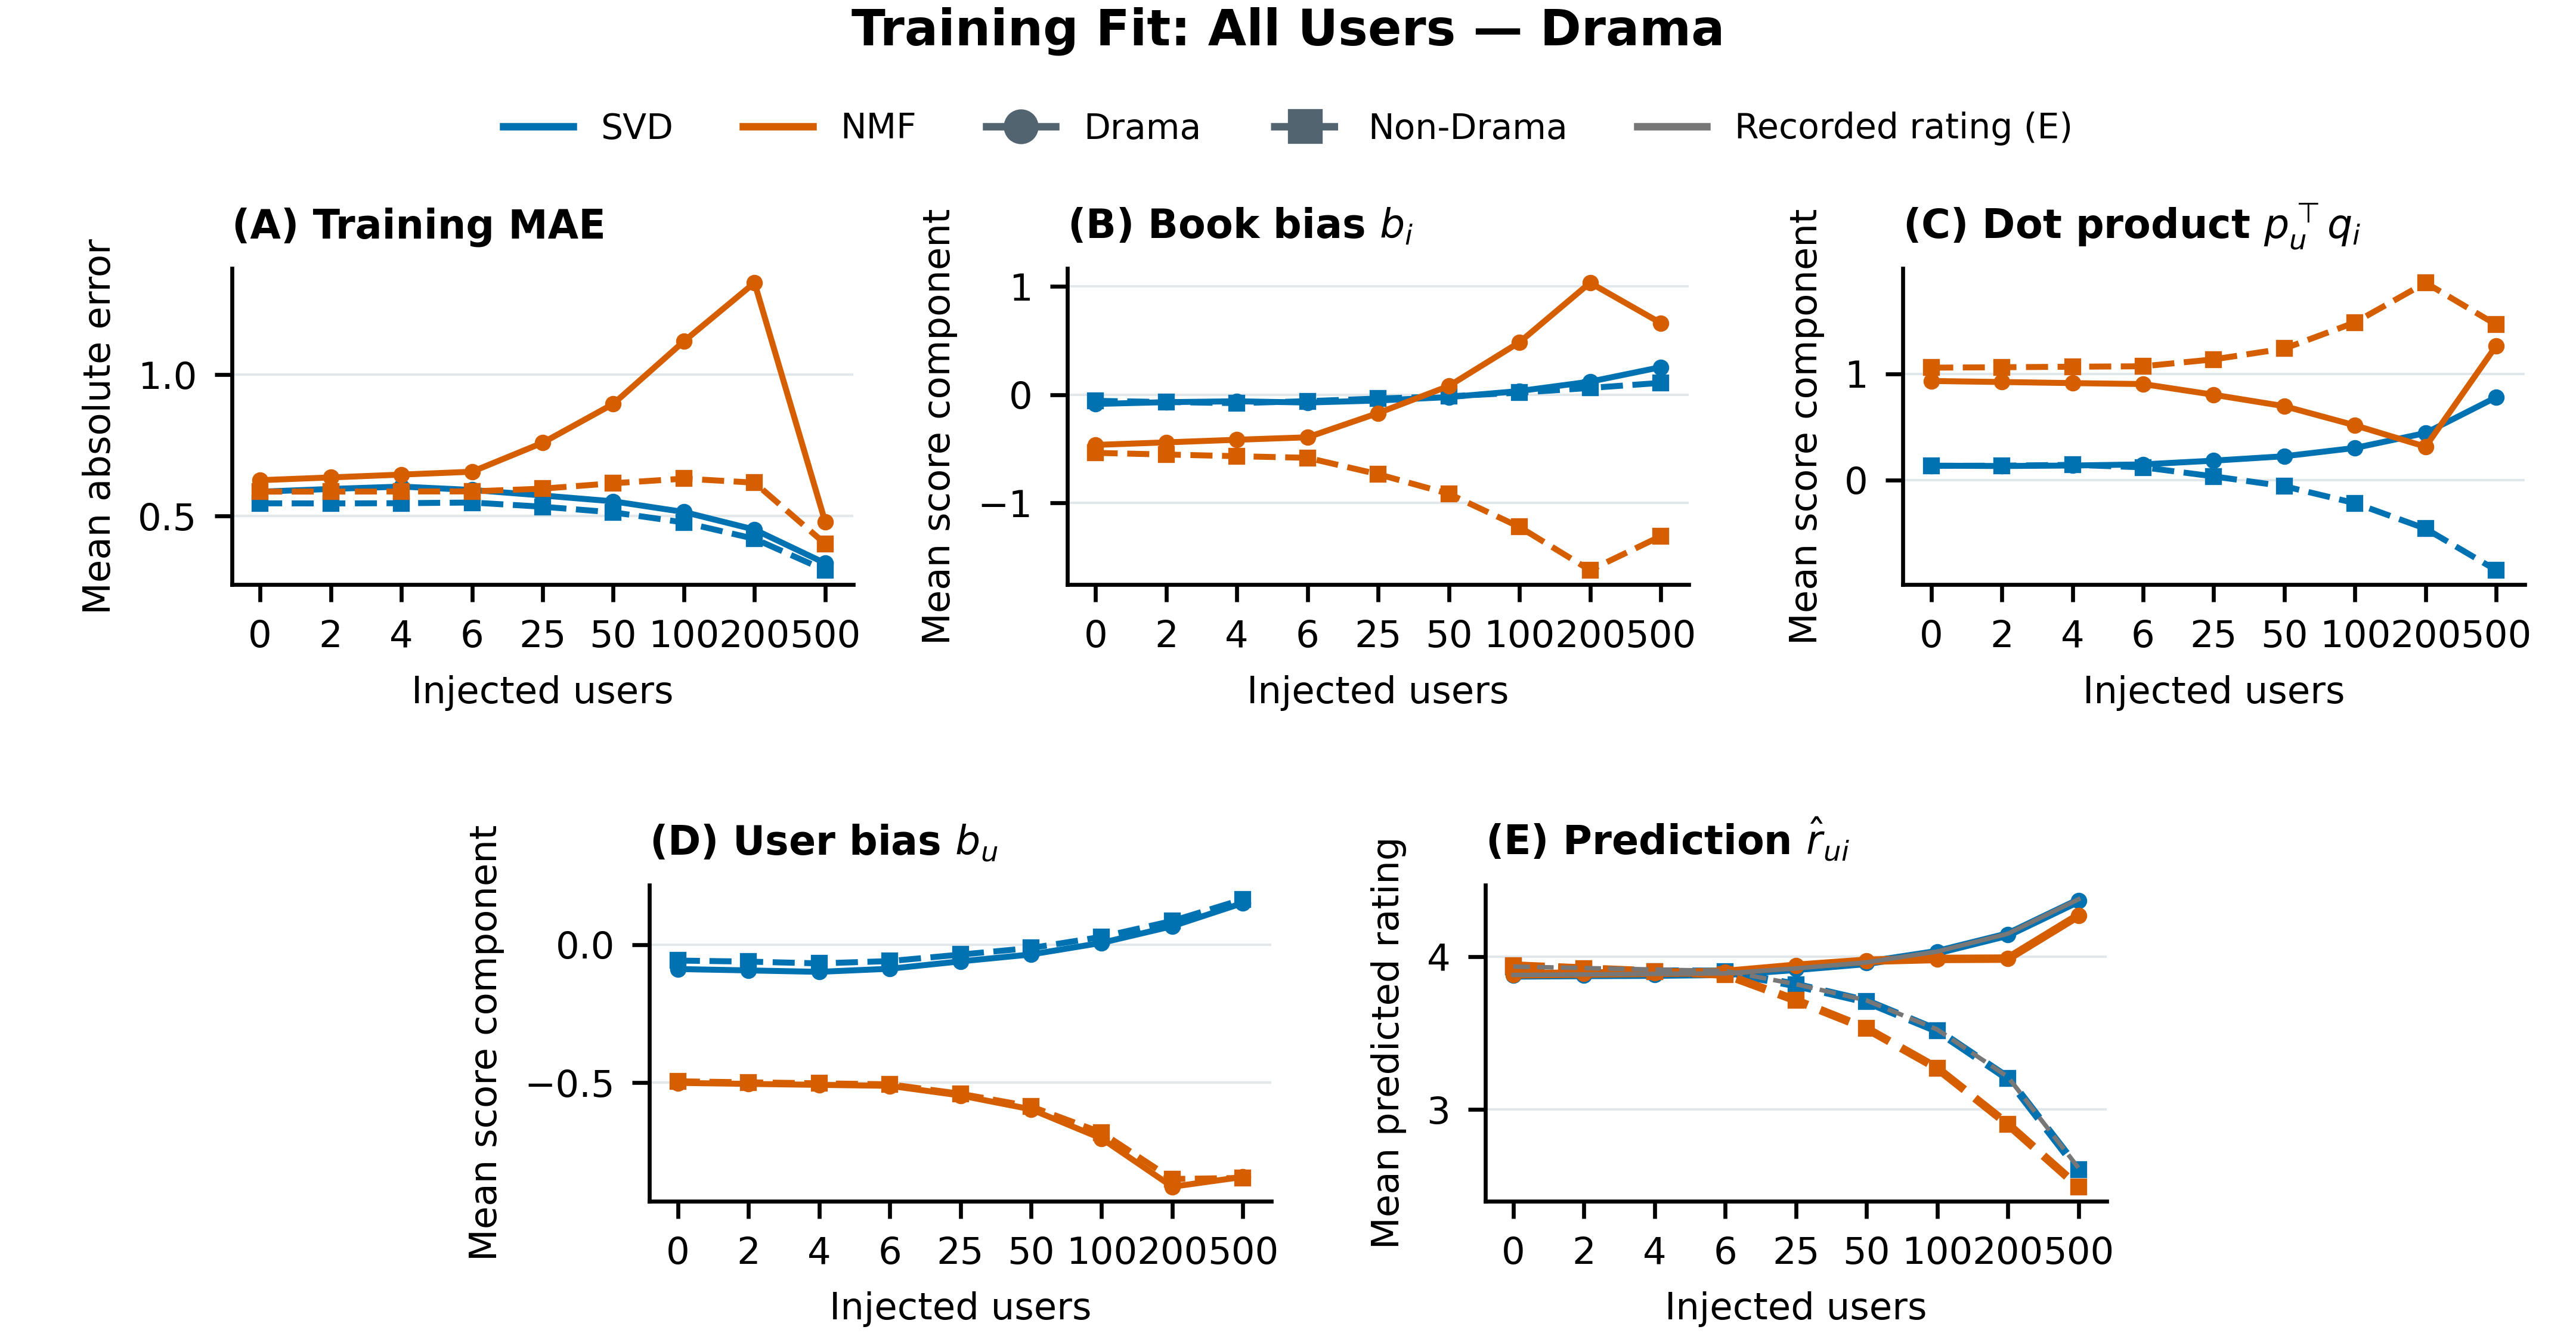 Training Fit: All Users — Drama
SVD NMF Drama Non-Drama Recorded rating (E)
(A) Training MAE
Mean absolute error
1.0
0.5
0 2 4 6 25 50 100 200 500
Injected users
(B) Book bias b_i
Mean score component
1
0
−1
0 2 4 6 25 50 100 200 500
Injected users
(C) Dot product p_u^⊤ q_i
Mean score component
1
0
0 2 4 6 25 50 100 200 500
Injected users
(D) User bias b_u
Mean score component
0.0
−0.5
0 2 4 6 25 50 100 200 500
Injected users
(E) Prediction r̂_ui
Mean predicted rating
4
3
0 2 4 6 25 50 100 200 500
Injected users